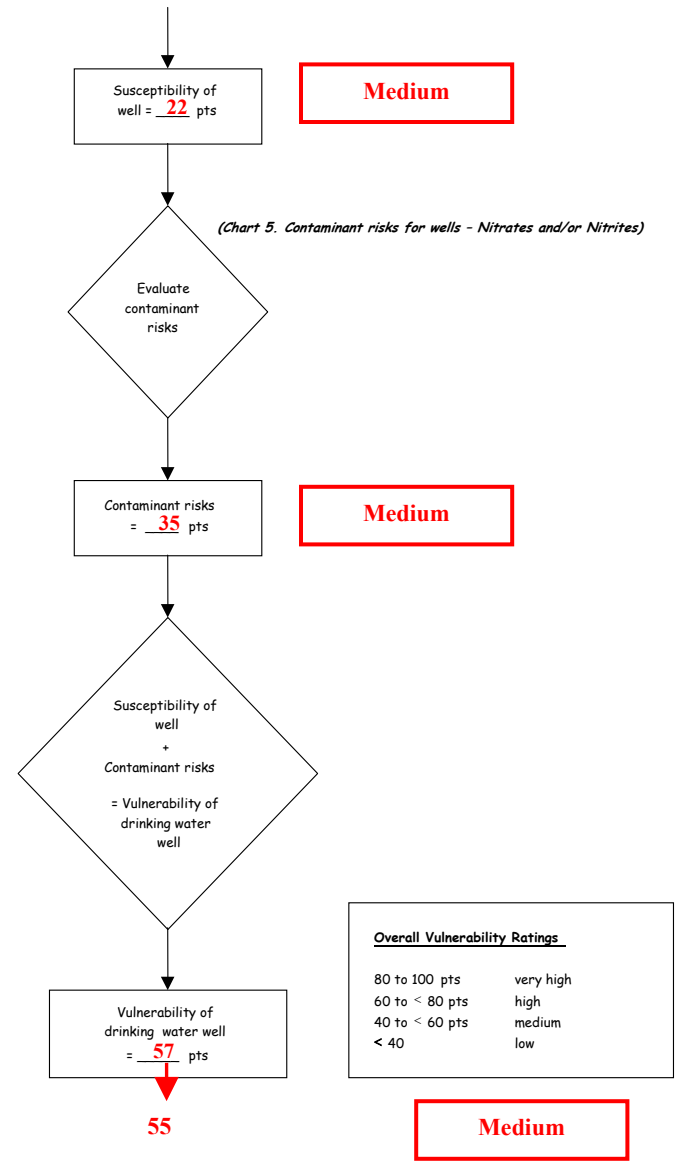 Susceptibility of
well = 22 pts
Medium
(Chart 5. Contaminant risks for wells – Nitrates and/or Nitrites)
Evaluate
contaminant
risks
Contaminant risks
= 35 pts
Medium
Susceptibility of
well
+
Contaminant risks
= Vulnerability of
drinking water
well
Overall Vulnerability Ratings
80 to 100 pts very high
60 to < 80 pts high
40 to < 60 pts medium
< 40 low
Vulnerability of
drinking water well
= 57 pts
55
Medium